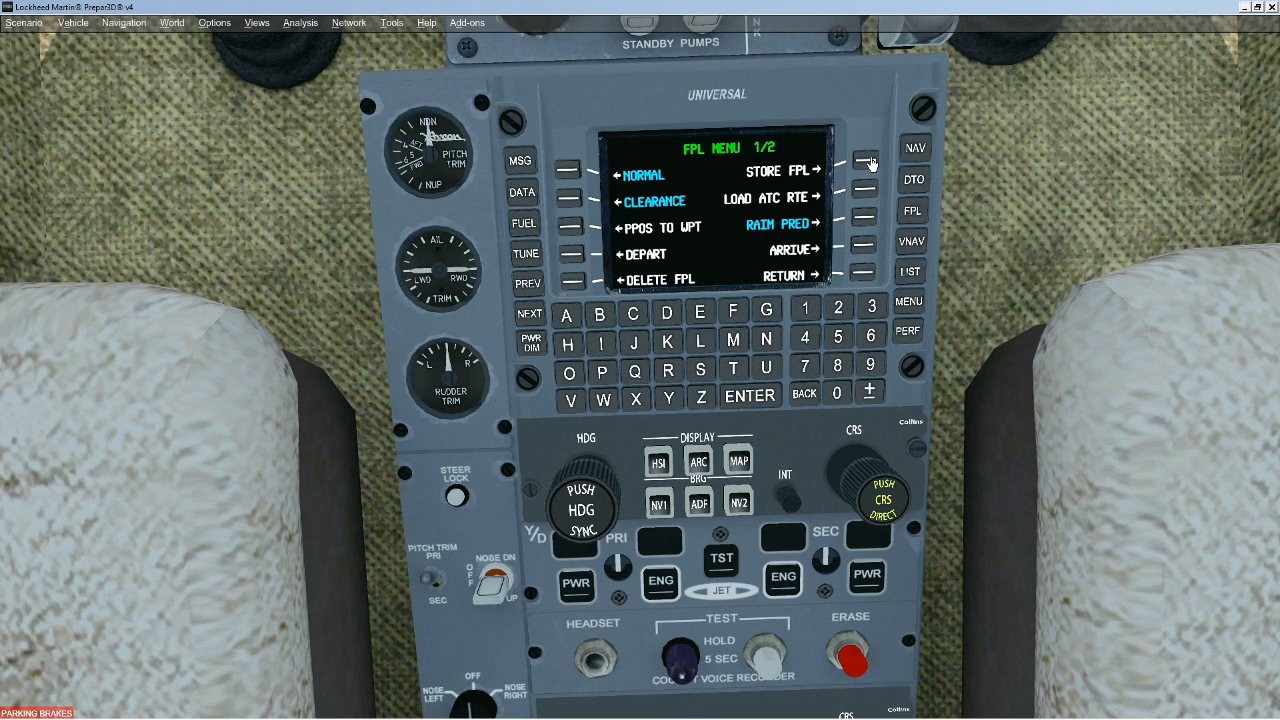 Lockheed Martin® Prepar3D® v4
Scenario Vehicle Navigation World Options Views Analysis Network Tools Help Add-ons
STANDBY PUMPS
UNIVERSAL
NDN
PITCH
TRIM
NUP
AIL
LWD RWD
TRIM
L R
RUDDER
TRIM
MSG
DATA
FUEL
TUNE
PREV
NEXT
PWR
DIM
FPL MENU 1/2
←NORMAL STORE FPL→
←CLEARANCE LOAD ATC RTE→
←PPOS TO WPT RAIM PRED→
←DEPART ARRIVE→
←DELETE FPL RETURN→
NAV
DTO
FPL
VNAV
LIST
MENU
PERF
A B C D E F G 1 2 3
H I J K L M N 4 5 6
O P Q R S T U 7 8 9
V W X Y Z ENTER BACK 0 ±
Collins
HDG
DISPLAY
CRS
HSI ARC MAP
BRG
NV1 ADF NV2
INT
PUSH
HDG
SYNC
PUSH
CRS
DIRECT
STEER
LOCK
Y/D PRI SEC
TST
PWR ENG ENG PWR
JET
PITCH TRIM
PRI
SEC
NOSE DN
OFF
UP
HEADSET
TEST
HOLD
5 SEC
COCKPIT VOICE RECORDER
ERASE
OFF
NOSE
LEFT
NOSE
RIGHT
Collins
CRS
PARKING BRAKES